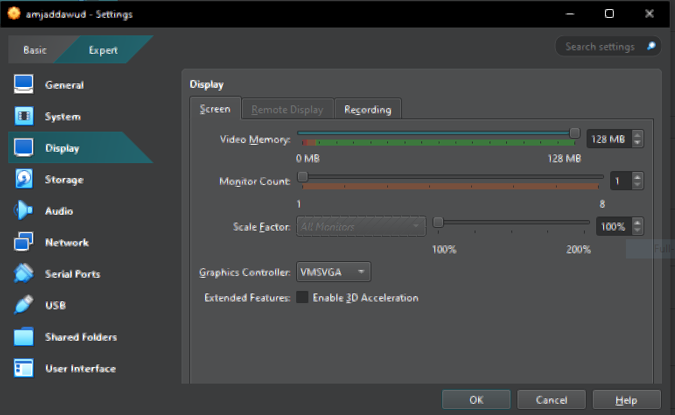 amjaddawud - Settings
Basic
Expert
Search settings
General
System
Display
Storage
Audio
Network
Serial Ports
USB
Shared Folders
User Interface
Display
Screen
Remote Display
Recording
Video Memory:
128 MB
0 MB
128 MB
Monitor Count:
1
1
8
Scale Factor:
All Monitors
100%
100%
200%
Graphics Controller:
VMSVGA
Extended Features:
Enable 3D Acceleration
OK
Cancel
Help